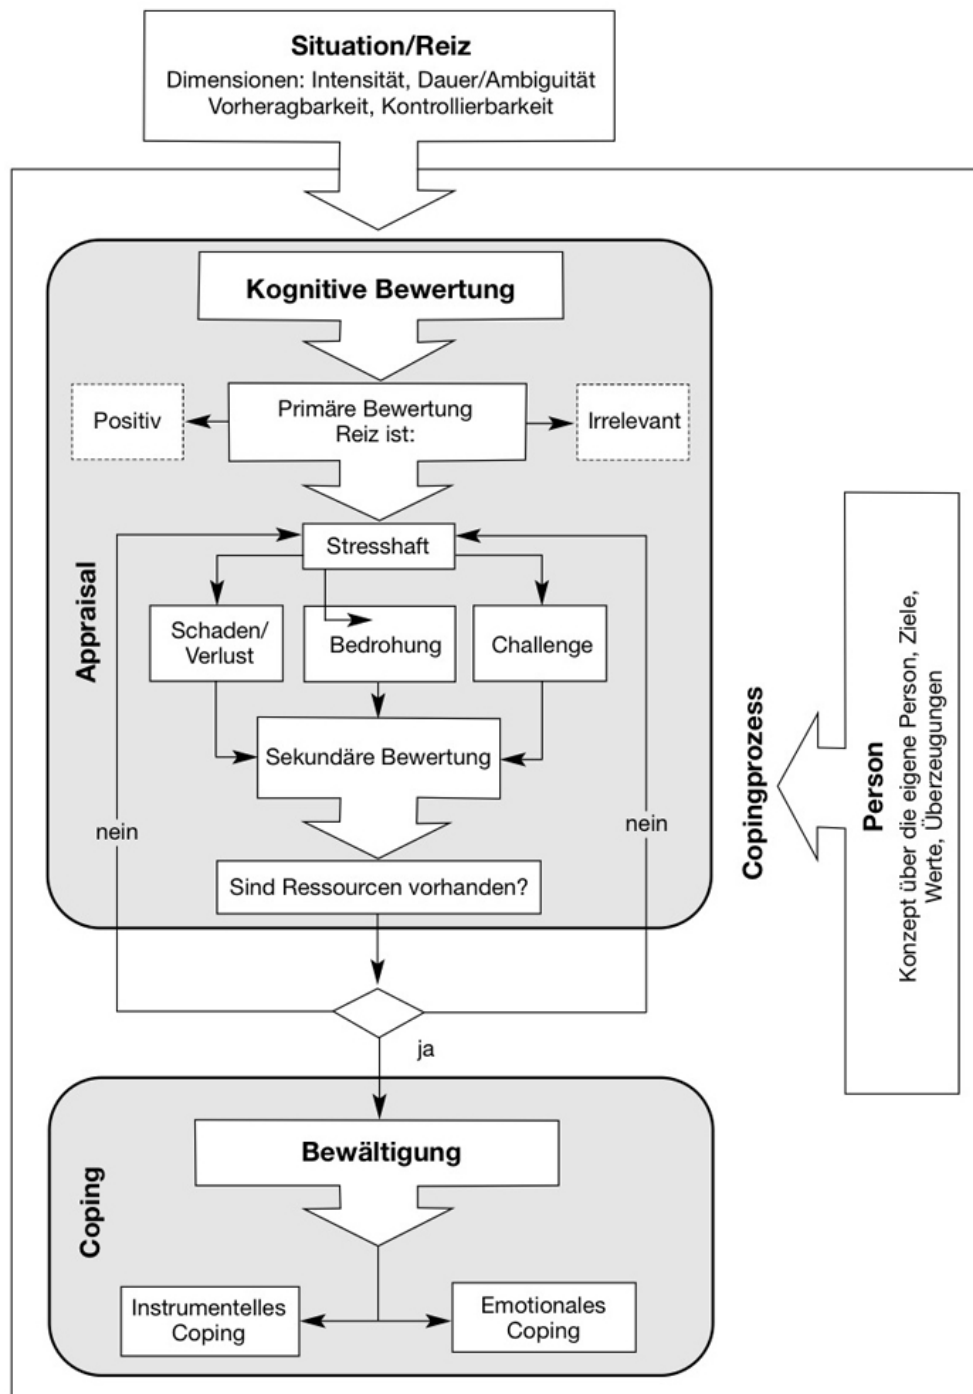 Situation/Reiz
Dimensionen: Intensität, Dauer/Ambiguität
Vorheragbarkeit, Kontrollierbarkeit
Kognitive Bewertung
Positiv
Primäre Bewertung
Reiz ist:
Irrelevant
Stresshaft
Appraisal
Schaden/
Verlust
Bedrohung
Challenge
Sekundäre Bewertung
nein
nein
Sind Ressourcen vorhanden?
ja
Copingprozess
Person
Konzept über die eigene Person, Ziele,
Werte, Überzeugungen
Coping
Bewältigung
Instrumentelles
Coping
Emotionales
Coping